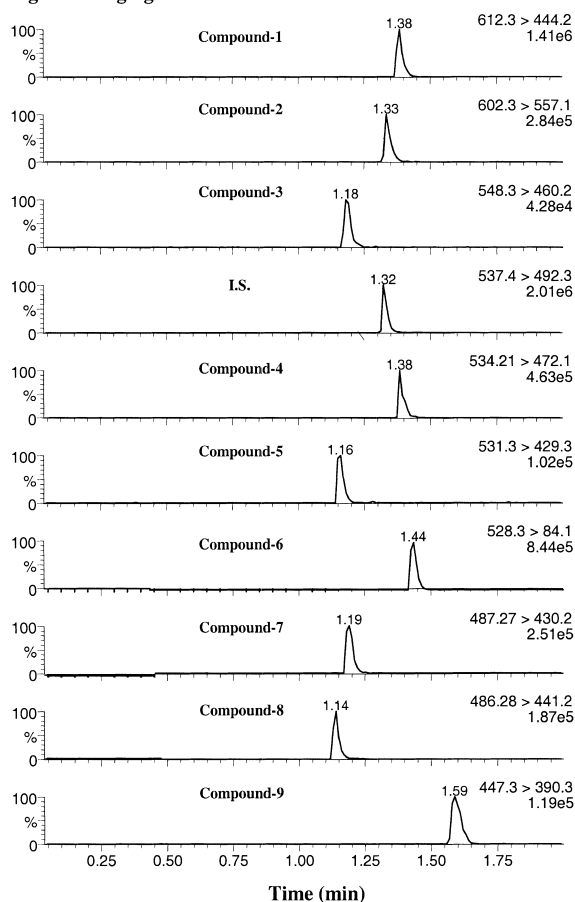 1.38
612.3 > 444.2
Compound-1
1.41e6
100
%
0
1.33
602.3 > 557.1
Compound-2
2.84e5
100
%
0
1.18
548.3 > 460.2
Compound-3
4.28e4
100
%
0
1.32
537.4 > 492.3
I.S.
2.01e6
100
%
0
1.38
534.21 > 472.1
Compound-4
4.63e5
100
%
0
1.16
531.3 > 429.3
Compound-5
1.02e5
100
%
0
1.44
528.3 > 84.1
Compound-6
8.44e5
100
%
0
1.19
487.27 > 430.2
Compound-7
2.51e5
100
%
0
1.14
486.28 > 441.2
Compound-8
1.87e5
100
%
0
1.59
447.3 > 390.3
Compound-9
1.19e5
100
%
0
0.25 0.50 0.75 1.00 1.25 1.50 1.75
Time (min)